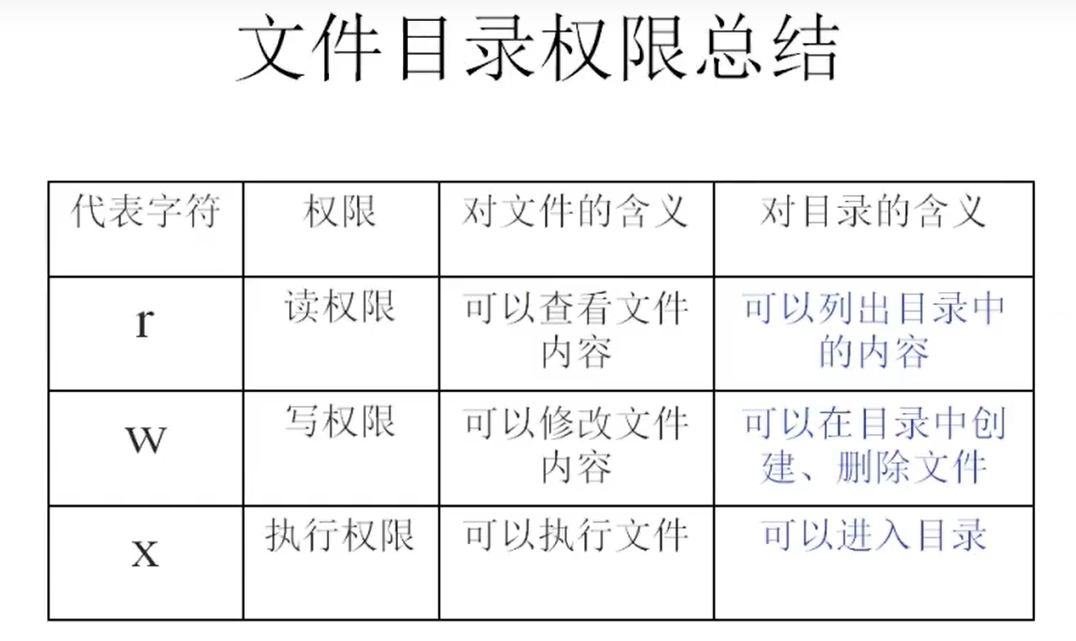 文件目录权限总结
代表字符 权限 对文件的含义 对目录的含义
r 读权限 可以查看文件内容 可以列出目录中的内容
w 写权限 可以修改文件内容 可以在目录中创建、删除文件
x 执行权限 可以执行文件 可以进入目录